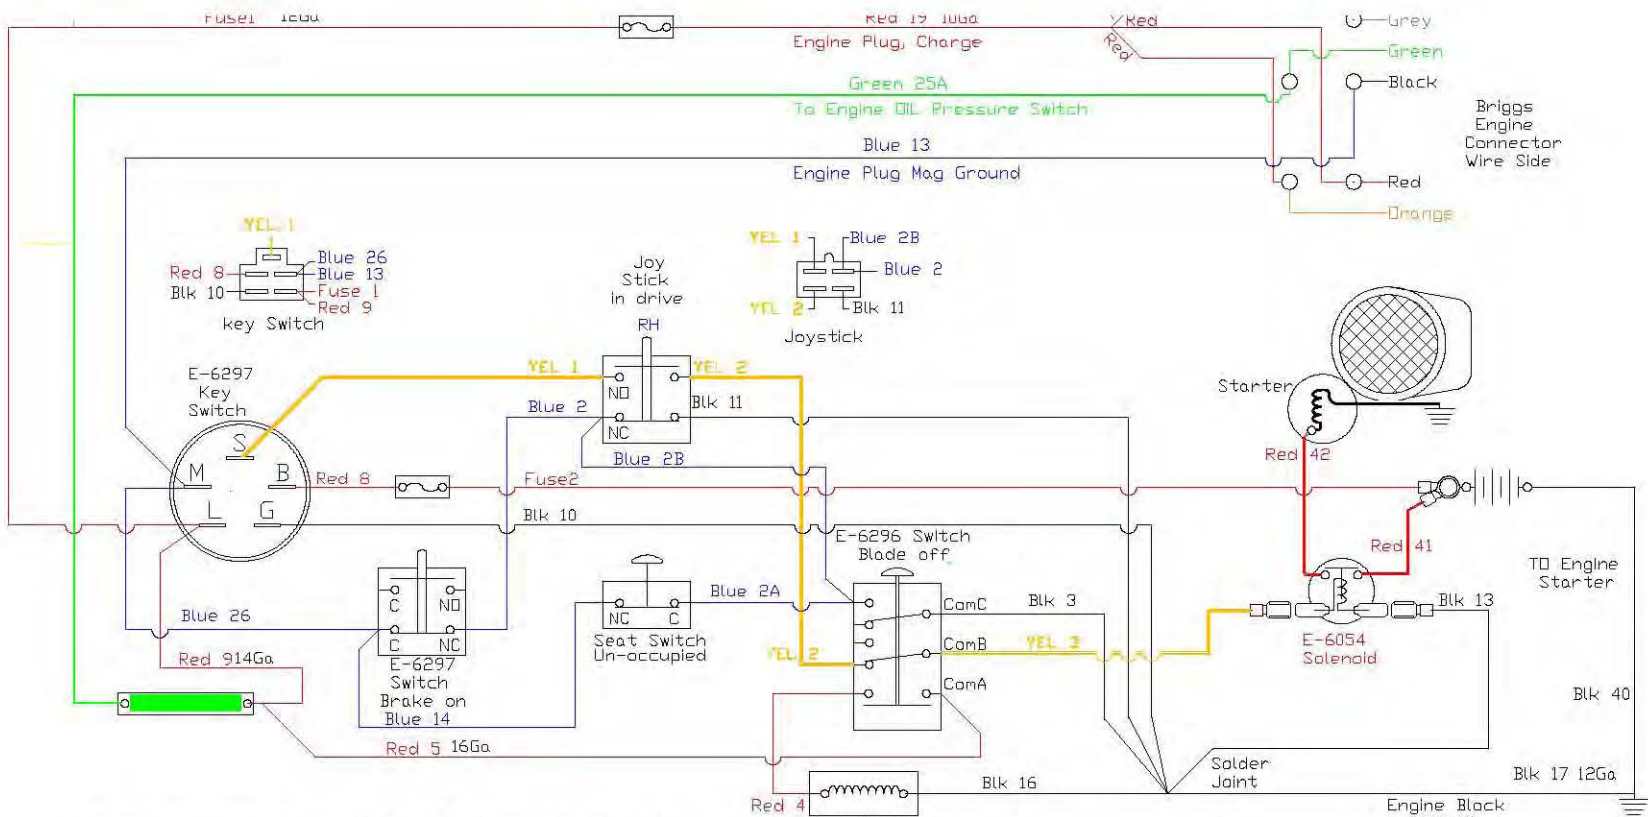 Fuse1 12Ga
Red 19 10Ga
Engine Plug, Charge
Red
Red
Grey
Green
Black
Green 25A
To Engine OIL Pressure Switch
Blue 13
Engine Plug Mag Ground
Briggs
Engine
Connector
Wire Side
Red
Orange
YEL 1
Red 8
Blk 10
Blue 26
Blue 13
Fuse 1
Red 9
key Switch
YEL 1
Blue 2B
Blue 2
YEL 2
Blk 11
Joystick
Joy
Stick
in drive
RH
E-6297
Key
Switch
YEL 1
YEL 2
NO
Blue 2
Blk 11
NC
Blue 2B
Starter
Red 42
S
M
B
L
G
Red 8
Fuse2
Blk 10
E-6296 Switch
Blade off
Red 41
TO Engine
Starter
C
NO
C
NC
Blue 26
E-6297
Switch
Brake on
Blue 14
NC
C
Seat Switch
Un-occupied
Blue 2A
YEL 2
ComC
ComB
ComA
Blk 3
YEL 3
Blk 13
E-6054
Solenoid
Red 914Ga
Red 5 16Ga
Red 4
Blk 16
Solder
Joint
Blk 40
Blk 17 12Ga
Engine Block